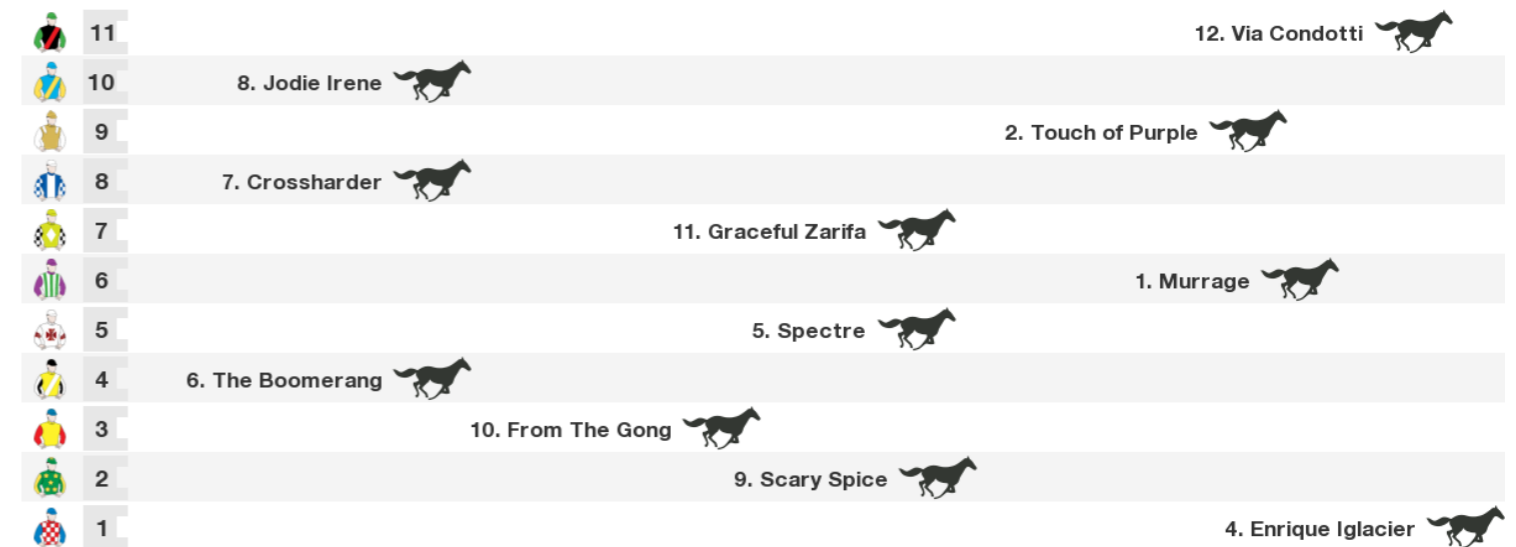 11 12. Via Condotti
10 8. Jodie Irene
9 2. Touch of Purple
8 7. Crossharder
7 11. Graceful Zarifa
6 1. Murrage
5 5. Spectre
4 6. The Boomerang
3 10. From The Gong
2 9. Scary Spice
1 4. Enrique Iglacier